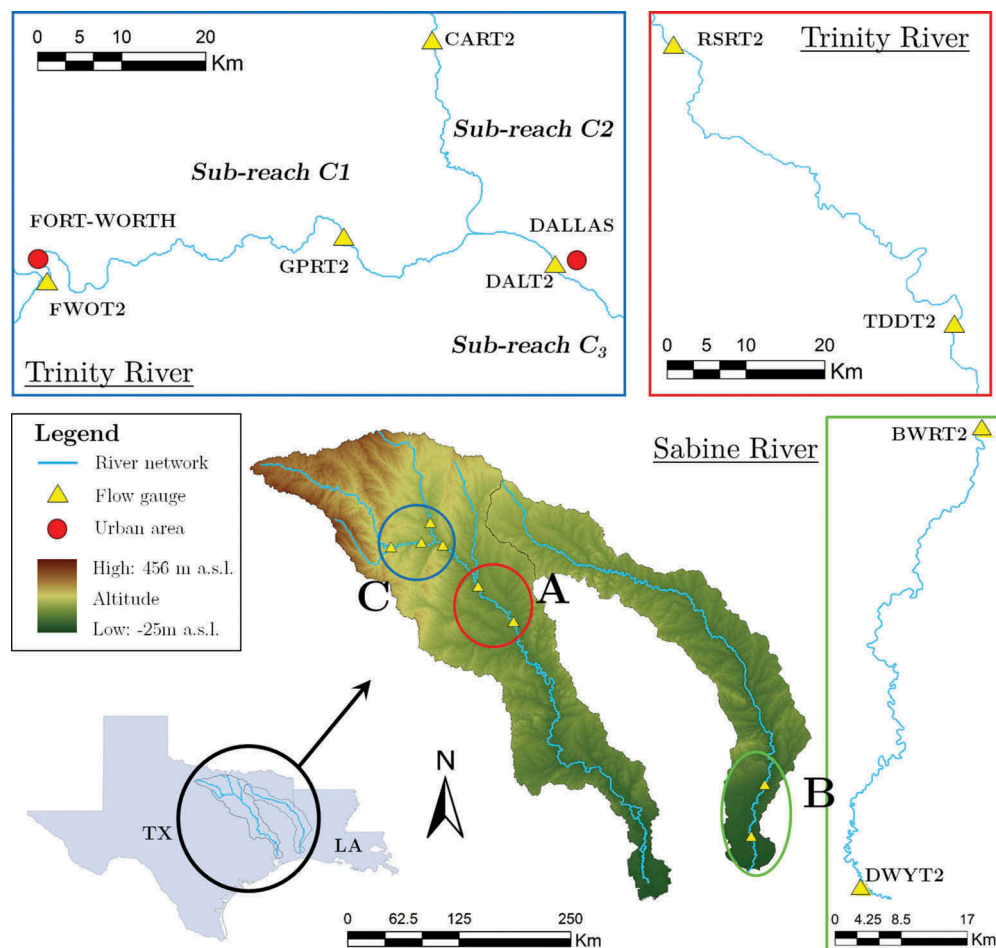 0 5 10 20
Km
CART2
Sub-reach C2
Sub-reach C1
FORT-WORTH
DALLAS
GPRT2
DALT2
FWOT2
Sub-reach C3
Trinity River
RSRT2
Trinity River
TDDT2
0 5 10 20
Km
Legend
River network
Flow gauge
Urban area
High: 456 m a.s.l.
Altitude
Low: -25m a.s.l.
Sabine River
BWRT2
C
A
B
N
TX
LA
DWYT2
0 62.5 125 250
Km
0 4.25 8.5 17
Km